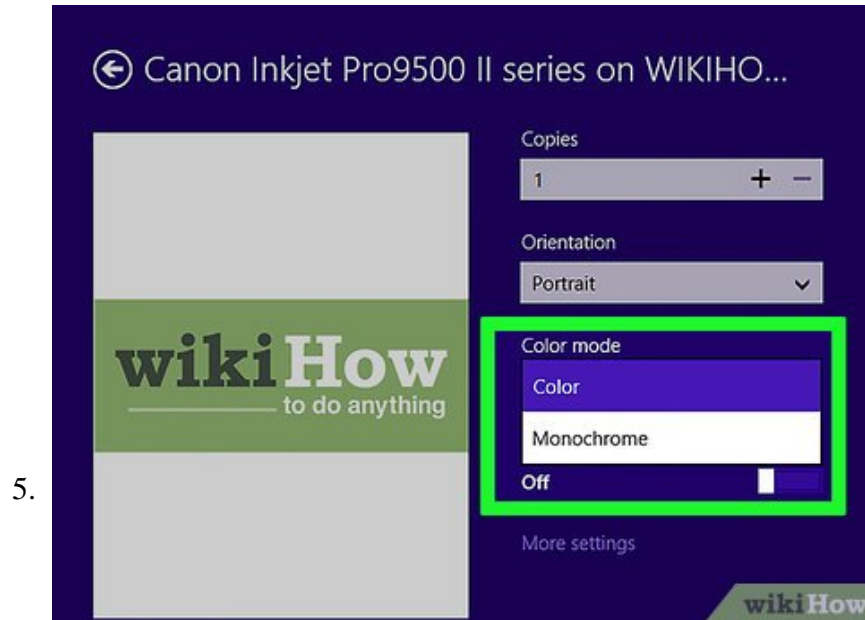 Canon Inkjet Pro9500 II series on WIKIHO...
Copies
1
Orientation
Portrait
wikiHow
to do anything
Color mode
Color
Monochrome
5.
Off
More settings
wikiHow